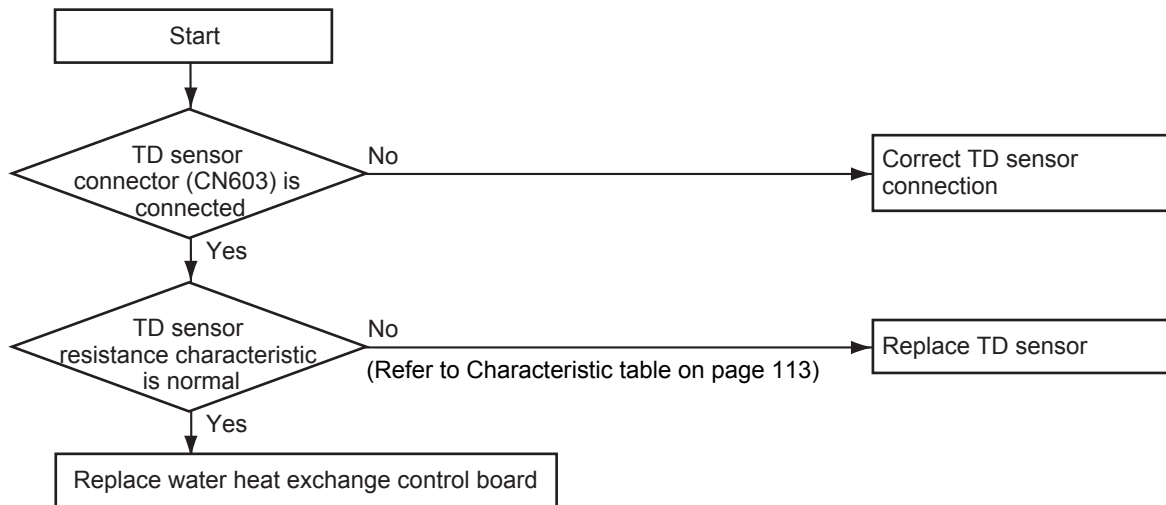 Start
TD sensor
connector (CN603) is
connected
No
Correct TD sensor
connection
Yes
TD sensor
resistance characteristic
is normal
No
(Refer to Characteristic table on page 113)
Replace TD sensor
Yes
Replace water heat exchange control board